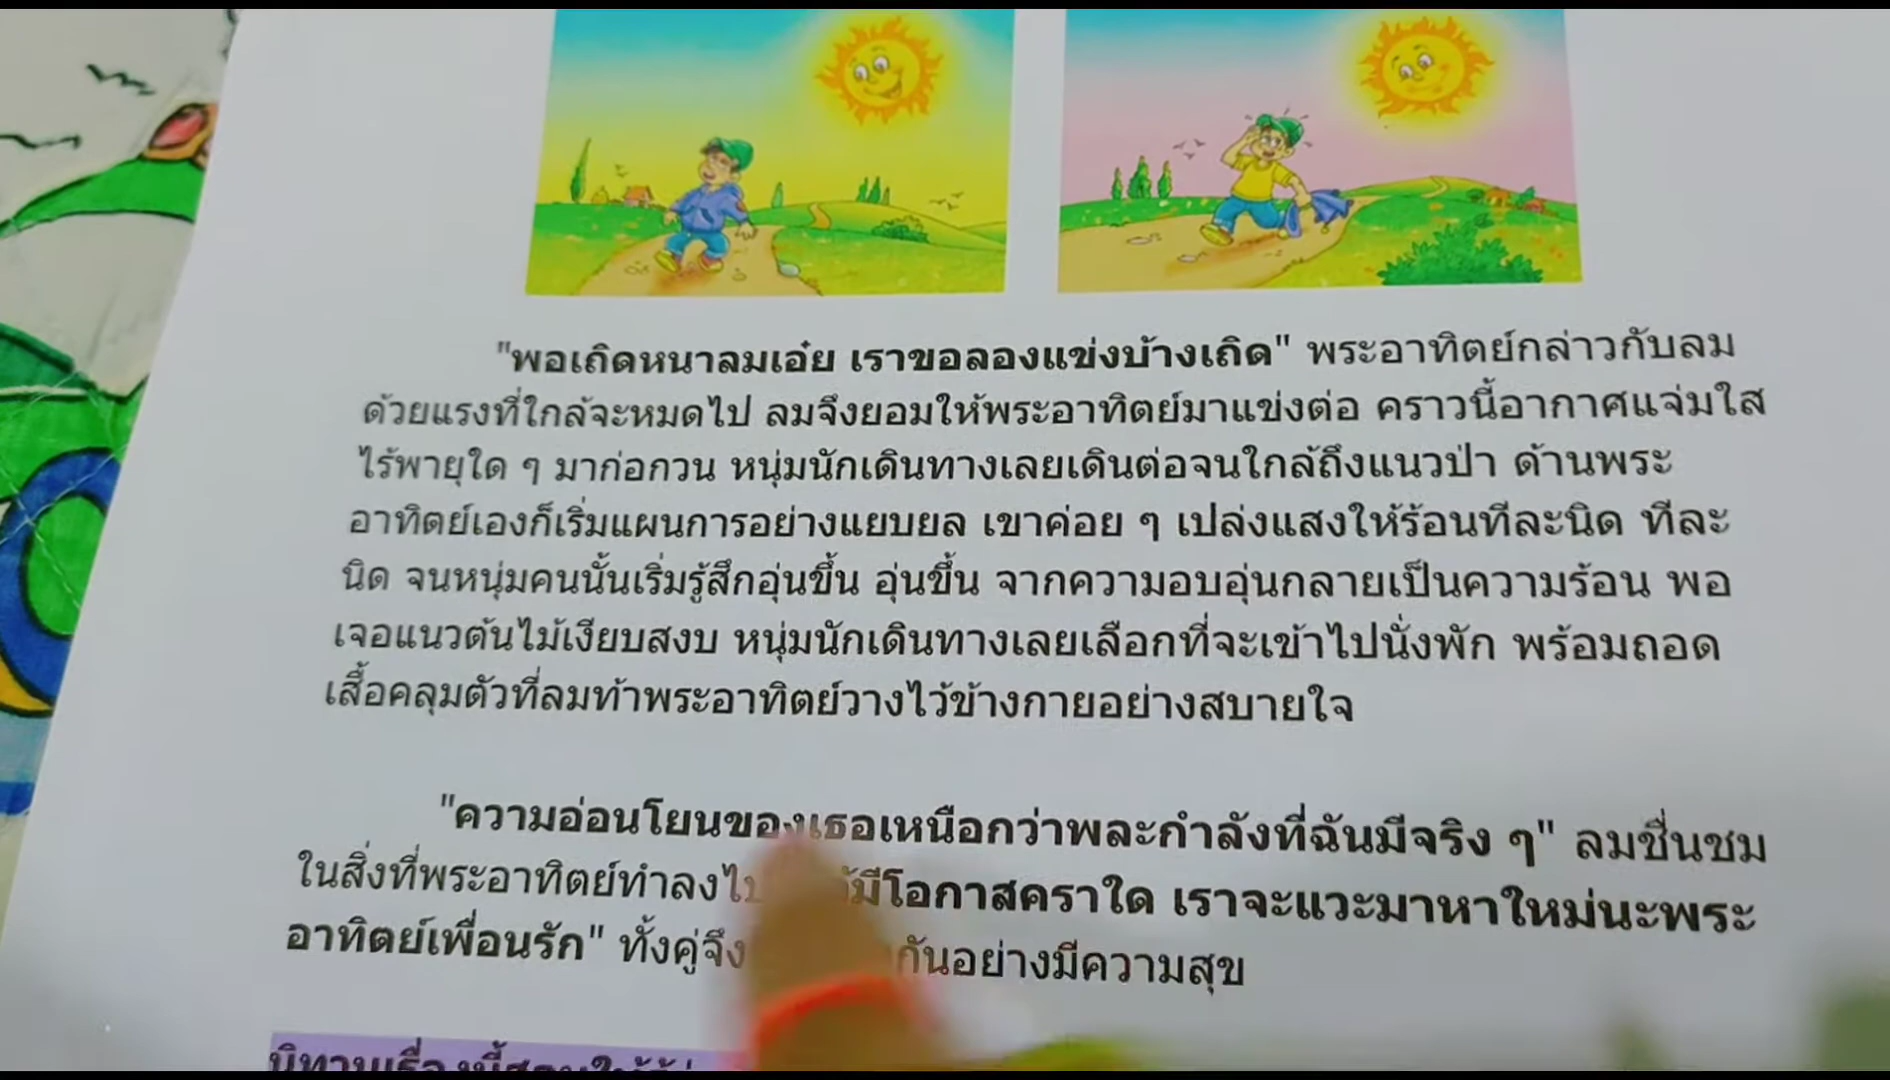 "พอเถิดหนาลมเอ๋ย เราขอลองแข่งบ้างเถิด" พระอาทิตย์กล่าวกับลม
ด้วยแรงที่ใกล้จะหมดไป ลมจึงยอมให้พระอาทิตย์มาแข่งต่อ คราวนี้อากาศแจ่มใส
ไร้พายุใด ๆ มาก่อกวน หนุ่มนักเดินทางเลยเดินต่อจนใกล้ถึงแนวป่า ด้านพระ
อาทิตย์เองก็เริ่มแผนการอย่างแยบยล เขาค่อย ๆ เปล่งแสงให้ร้อนทีละนิด ทีละ
นิด จนหนุ่มคนนั้นเริ่มรู้สึกอุ่นขึ้น อุ่นขึ้น จากความอบอุ่นกลายเป็นความร้อน พอ
เจอแนวต้นไม้เงียบสงบ หนุ่มนักเดินทางเลยเลือกที่จะเข้าไปนั่งพัก พร้อมถอด
เสื้อคลุมตัวที่ลมท้าพระอาทิตย์วางไว้ข้างกายอย่างสบายใจ
"ความอ่อนโยนของเธอเหนือกว่าพละกำลังที่ฉันมีจริง ๆ" ลมชื่นชม
ในสิ่งที่พระอาทิตย์ทำลงไป มีโอกาสคราใด เราจะแวะมาหาใหม่นะพระ
อาทิตย์เพื่อนรัก" ทั้งคู่จึง กันอย่างมีความสุข
นิทานเรื่องนี้สอนให้รู้ว่า